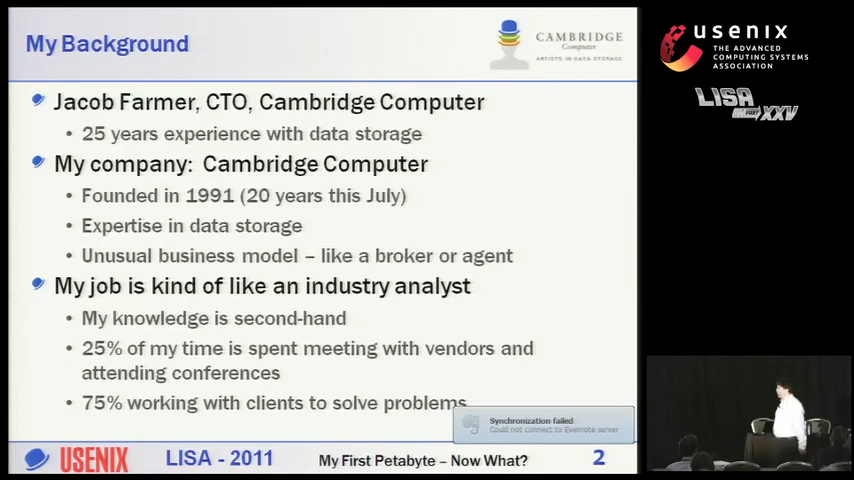 My Background
CAMBRIDGE
Computer
ARTISTS IN DATA STORAGE
Jacob Farmer, CTO, Cambridge Computer
• 25 years experience with data storage
My company: Cambridge Computer
• Founded in 1991 (20 years this July)
• Expertise in data storage
• Unusual business model – like a broker or agent
My job is kind of like an industry analyst
• My knowledge is second-hand
• 25% of my time is spent meeting with vendors and
attending conferences
• 75% working with clients to solve problems
Synchronization failed
Could not connect to Evernote server
USENIX
LISA - 2011
My First Petabyte – Now What?
2
usenix
THE ADVANCED
COMPUTING SYSTEMS
ASSOCIATION
LISA
PART
XXV